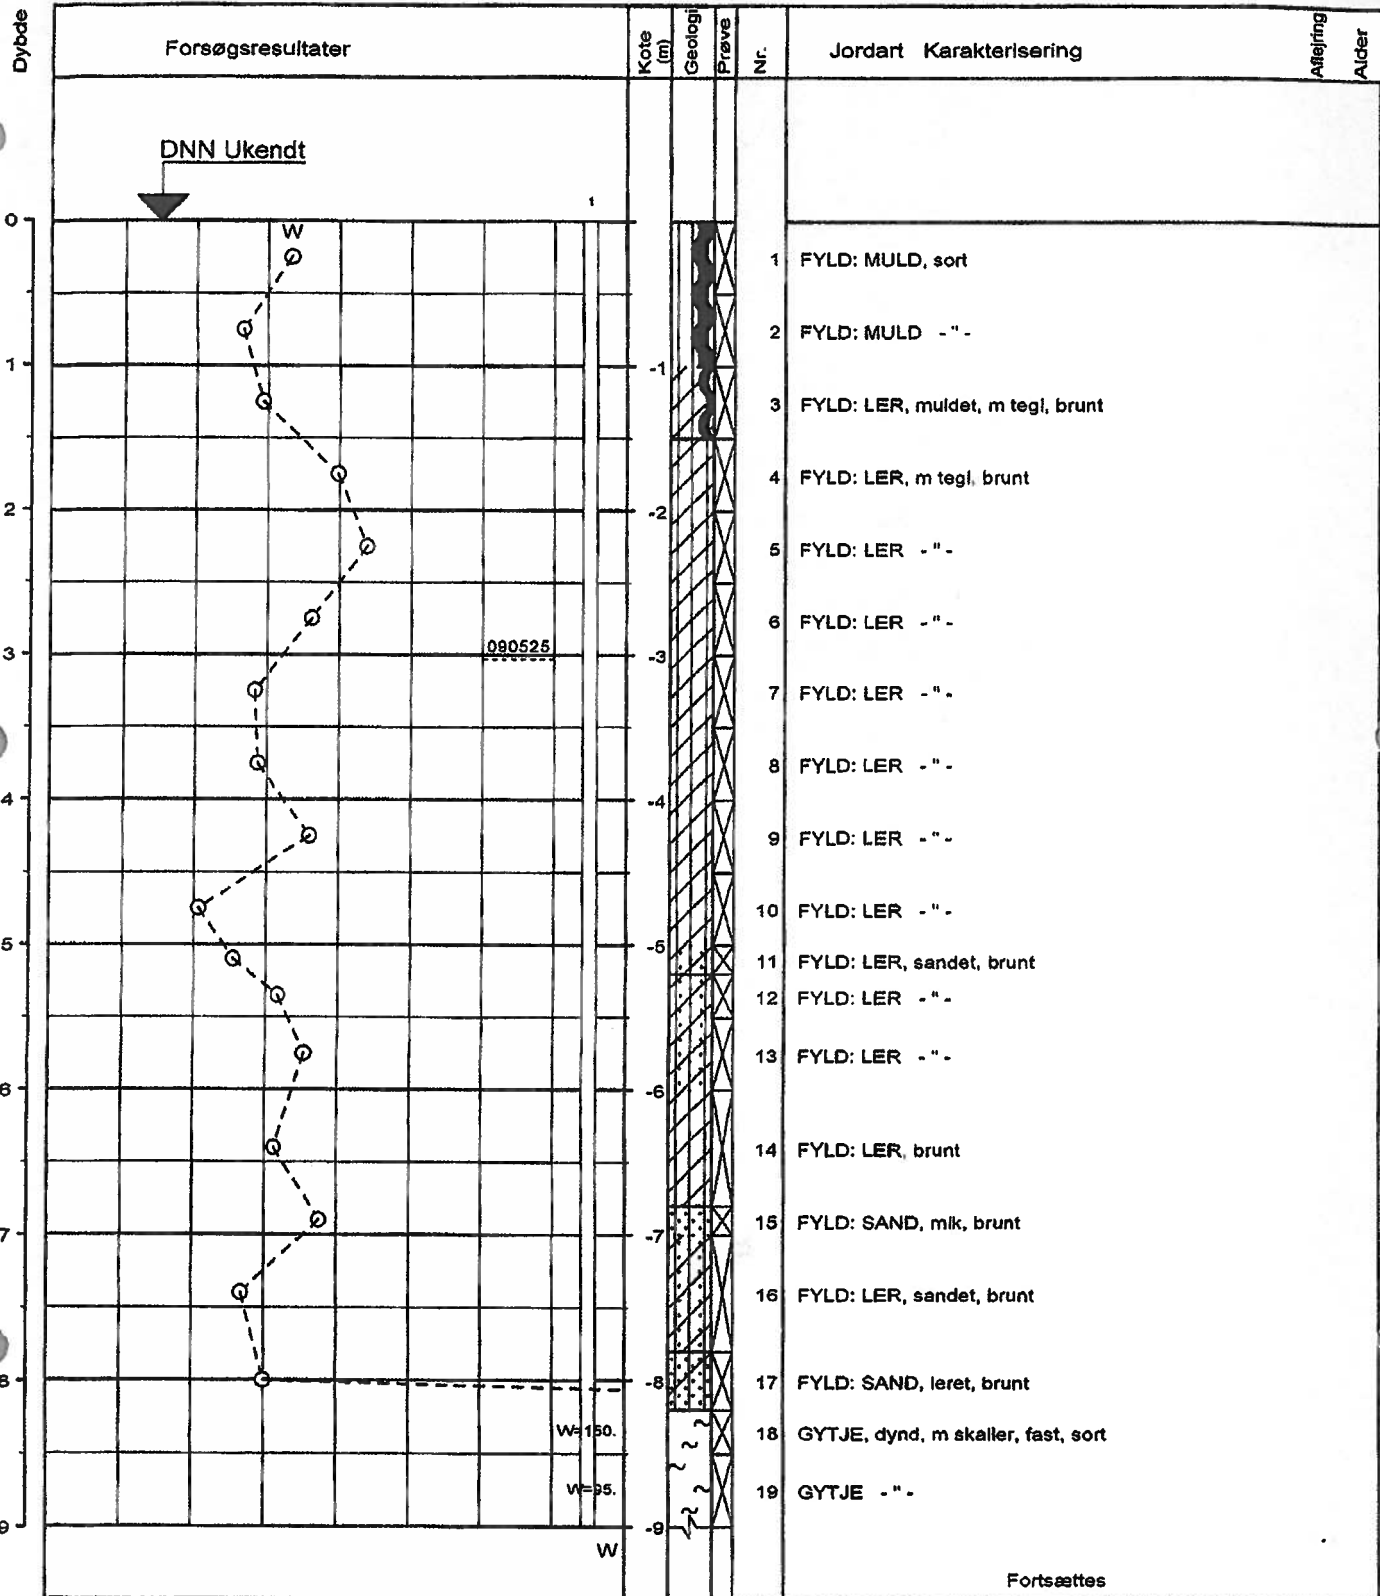 Dybde
Forsøgsresultater
Kote (m)
Geologi
Prøve
Nr.
Jordart Karakterisering
Aflejring
Alder
DNN Ukendt
0
W
1 FYLD: MULD, sort
2 FYLD: MULD - " -
1
-1
3 FYLD: LER, muldet, m tegl, brunt
4 FYLD: LER, m tegl, brunt
2
-2
5 FYLD: LER - " -
6 FYLD: LER - " -
090525
3
-3
7 FYLD: LER - " -
8 FYLD: LER - " -
4
-4
9 FYLD: LER - " -
10 FYLD: LER - " -
5
-5
11 FYLD: LER, sandet, brunt
12 FYLD: LER - " -
13 FYLD: LER - " -
6
-6
14 FYLD: LER, brunt
15 FYLD: SAND, mlk, brunt
7
-7
16 FYLD: LER, sandet, brunt
8
-8
17 FYLD: SAND, leret, brunt
W=150.
18 GYTJE, dynd, m skaller, fast, sort
W=95.
19 GYTJE - " -
9
-9
W
Fortsættes